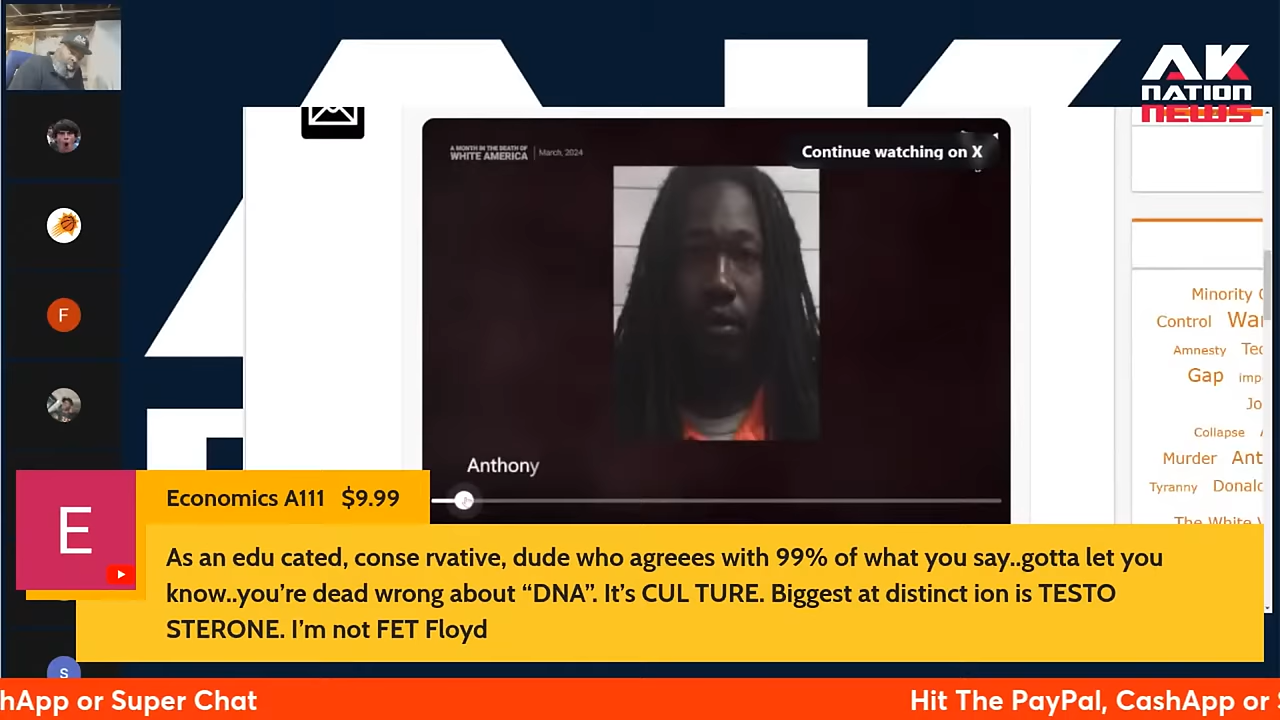 AK
NATION
NEWS
A MONTH IN THE DEATH OF
WHITE AMERICA
March, 2024
Continue watching on X
Anthony
F
Minority
Control
Amnesty
Gap
Collapse
Murder
Tyranny
The White
E
Economics A111 $9.99
As an edu cated, conse rvative, dude who agreees with 99% of what you say..gotta let you
know..you're dead wrong about “DNA”. It's CUL TURE. Biggest at distinct ion is TESTO
STERONE. I'm not FET Floyd
S
hApp or Super Chat
Hit The PayPal, CashApp or